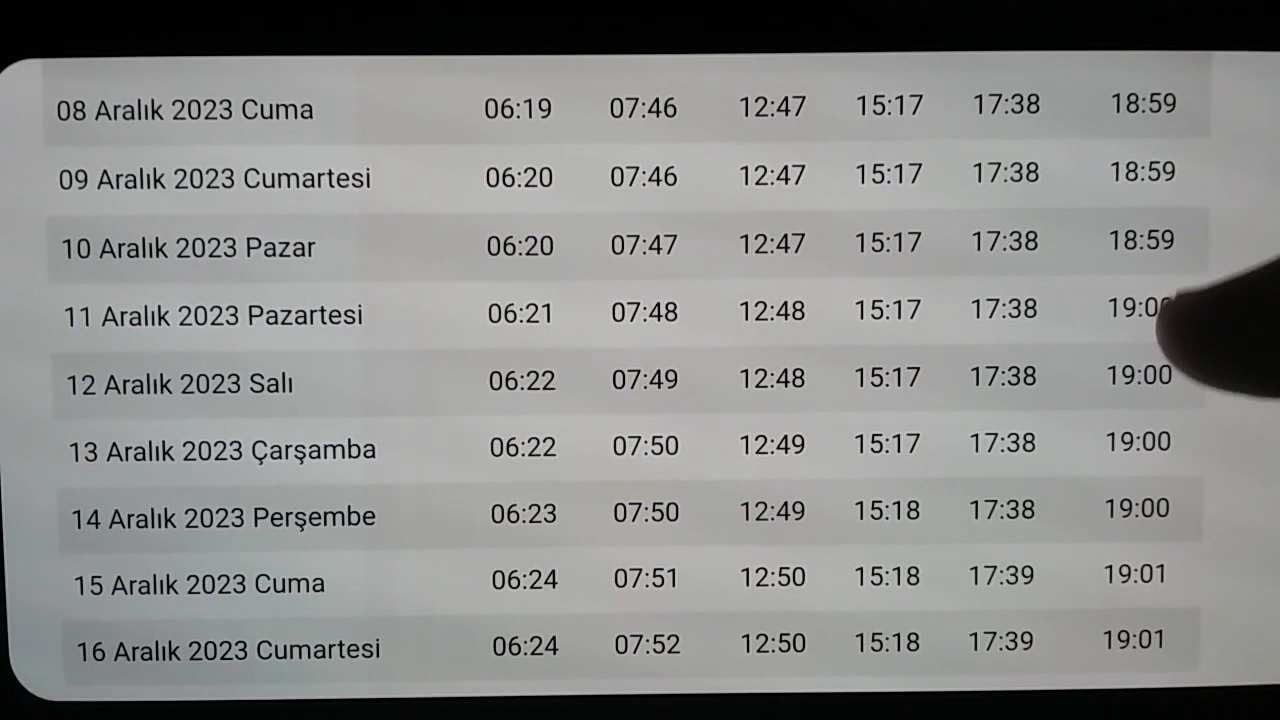 08 Aralık 2023 Cuma 06:19 07:46 12:47 15:17 17:38 18:59
09 Aralık 2023 Cumartesi 06:20 07:46 12:47 15:17 17:38 18:59
10 Aralık 2023 Pazar 06:20 07:47 12:47 15:17 17:38 18:59
11 Aralık 2023 Pazartesi 06:21 07:48 12:48 15:17 17:38 19:00
12 Aralık 2023 Salı 06:22 07:49 12:48 15:17 17:38 19:00
13 Aralık 2023 Çarşamba 06:22 07:50 12:49 15:17 17:38 19:00
14 Aralık 2023 Perşembe 06:23 07:50 12:49 15:18 17:38 19:00
15 Aralık 2023 Cuma 06:24 07:51 12:50 15:18 17:39 19:01
16 Aralık 2023 Cumartesi 06:24 07:52 12:50 15:18 17:39 19:01